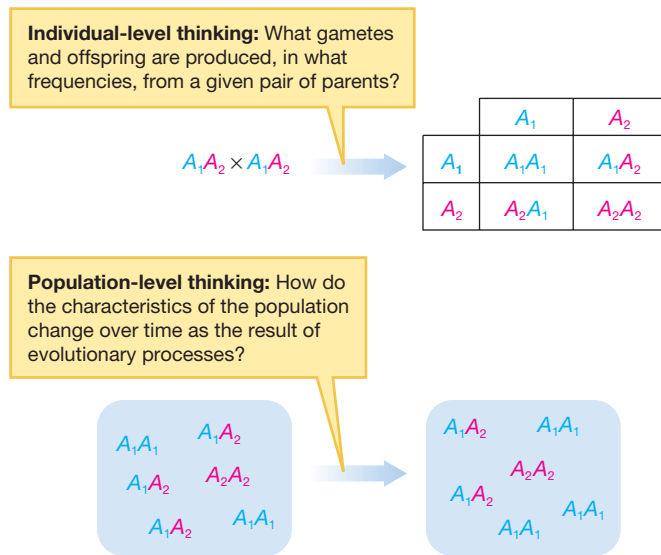 Individual-level thinking: What gametes
and offspring are produced, in what
frequencies, from a given pair of parents?
A₁ A₂
A₁A₂ × A₁A₂
A₁ A₁A₁ A₁A₂
A₂ A₂A₁ A₂A₂
Population-level thinking: How do
the characteristics of the population
change over time as the result of
evolutionary processes?
A₁A₁ A₁A₂
A₁A₂ A₂A₂
A₁A₂ A₁A₁
A₁A₂ A₁A₁
A₂A₂
A₁A₂
A₁A₁ A₁A₁